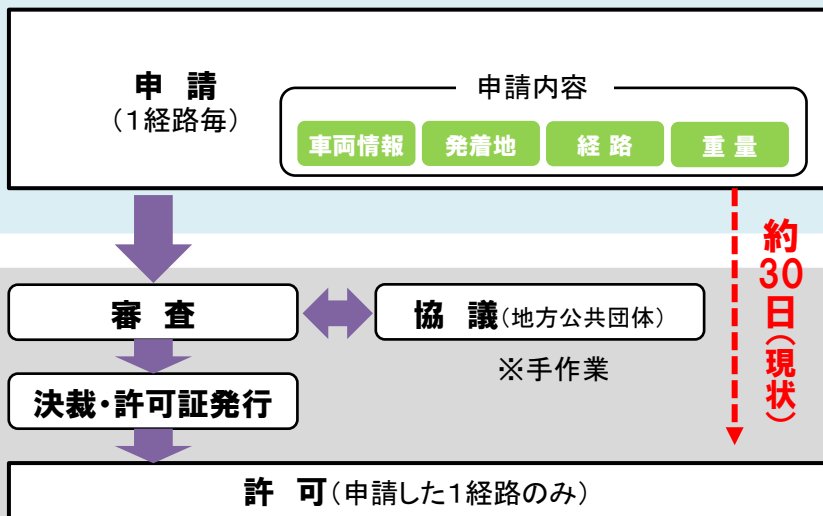 申請
(1経路毎)
申請内容
車両情報 発着地 経路 重量
約30日(現状)
審査
協議(地方公共団体)
※手作業
決裁・許可証発行
許可(申請した1経路のみ)